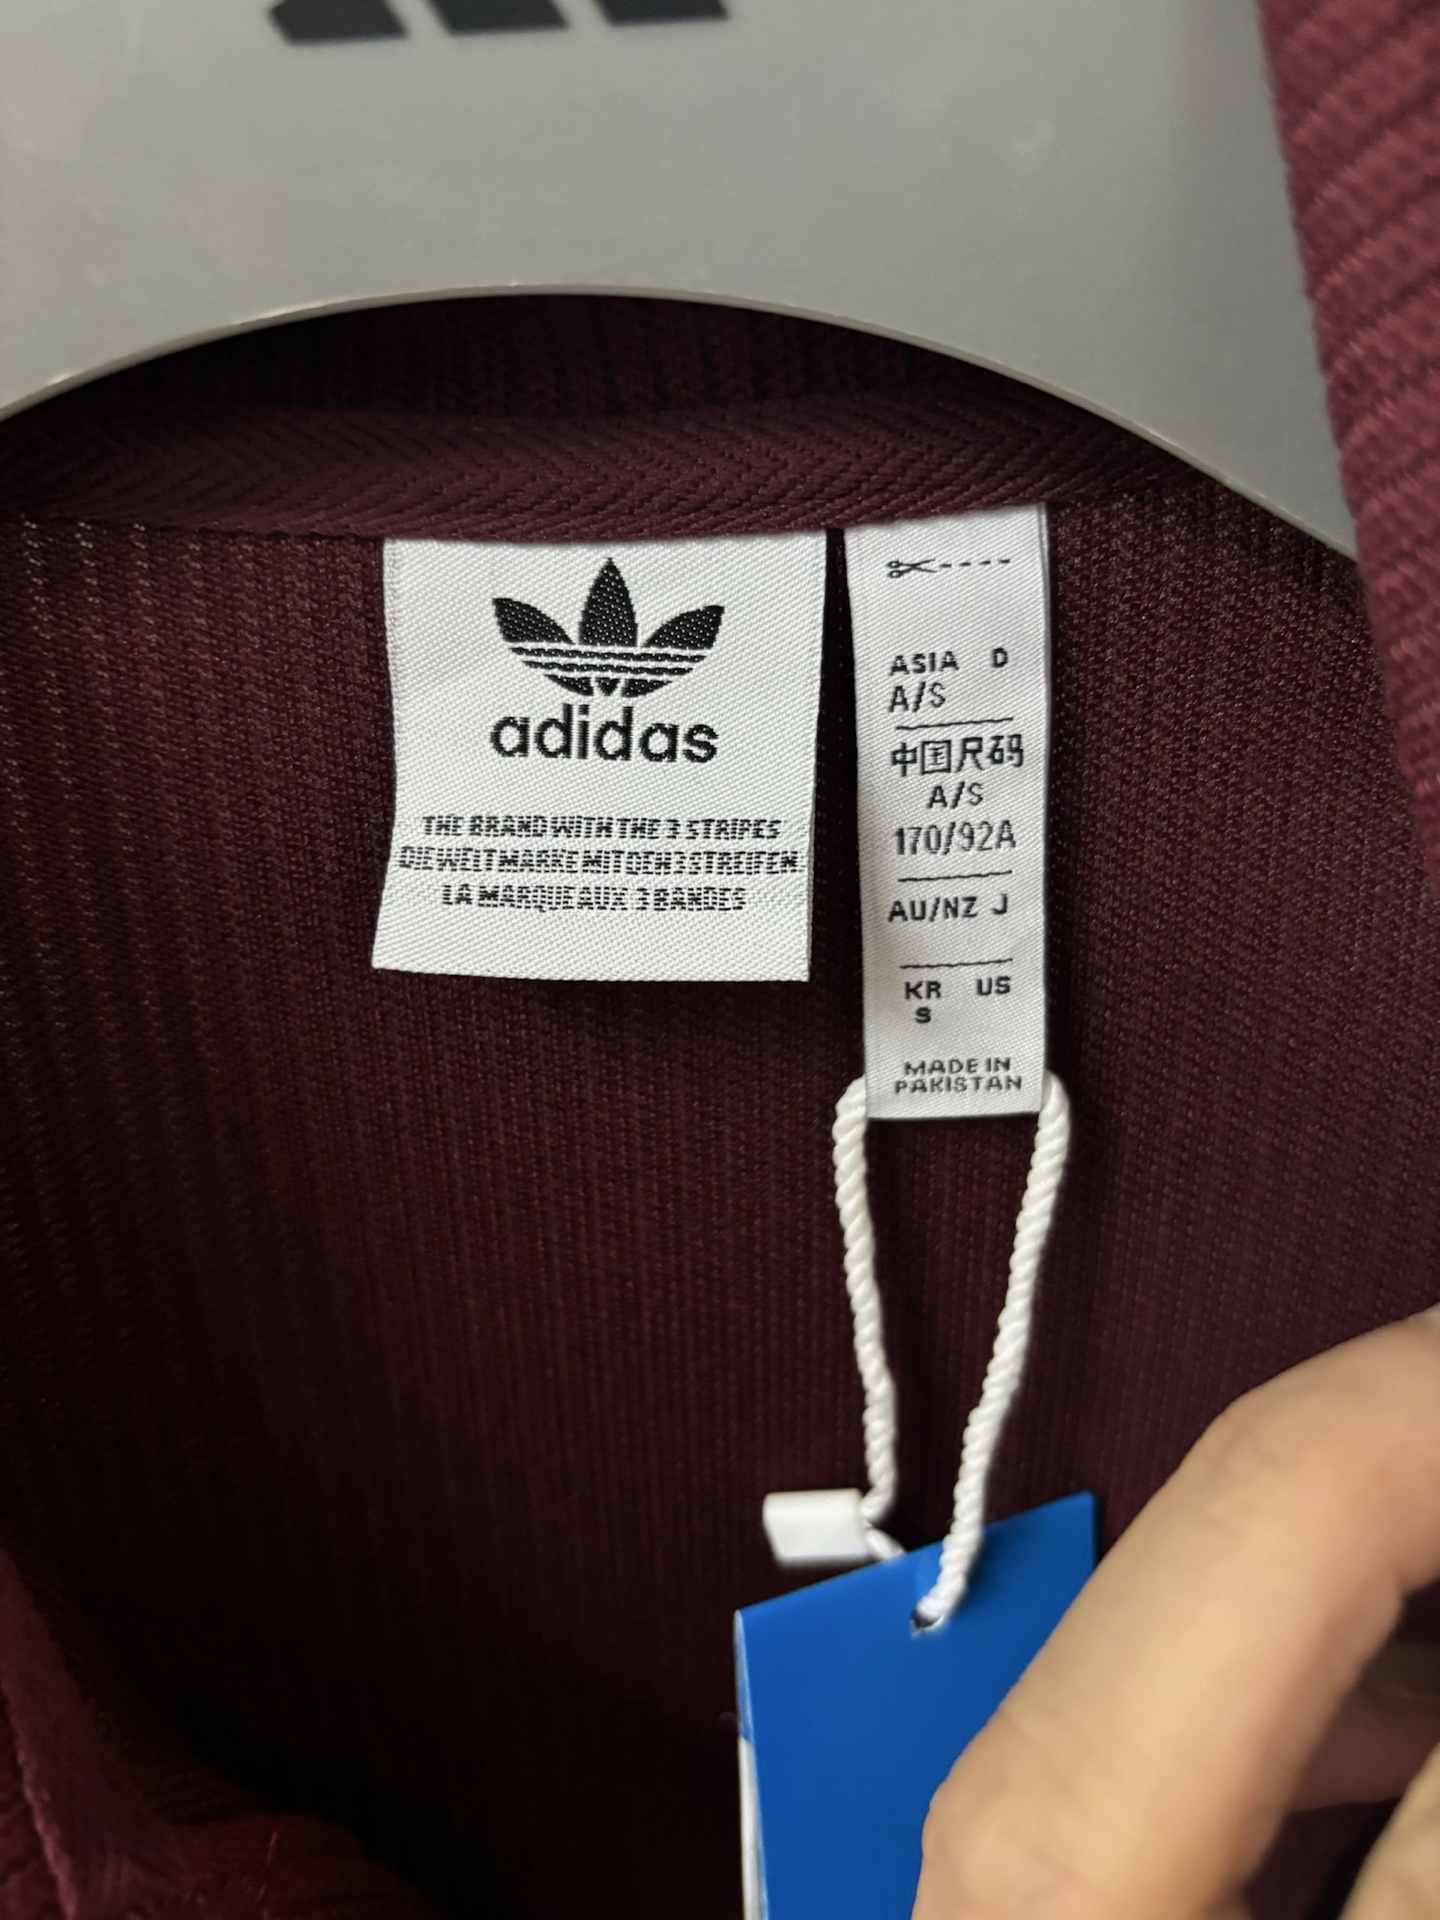 adidas
THE BRAND WITH THE 3 STRIPES
DIE WELTMARKE MIT DEN 3 STREIFEN
LA MARQUE AUX 3 BANDES
ASIA D
A/S
中国尺码
A/S
170/92A
AU/NZ J
KR US
S
MADE IN
PAKISTAN